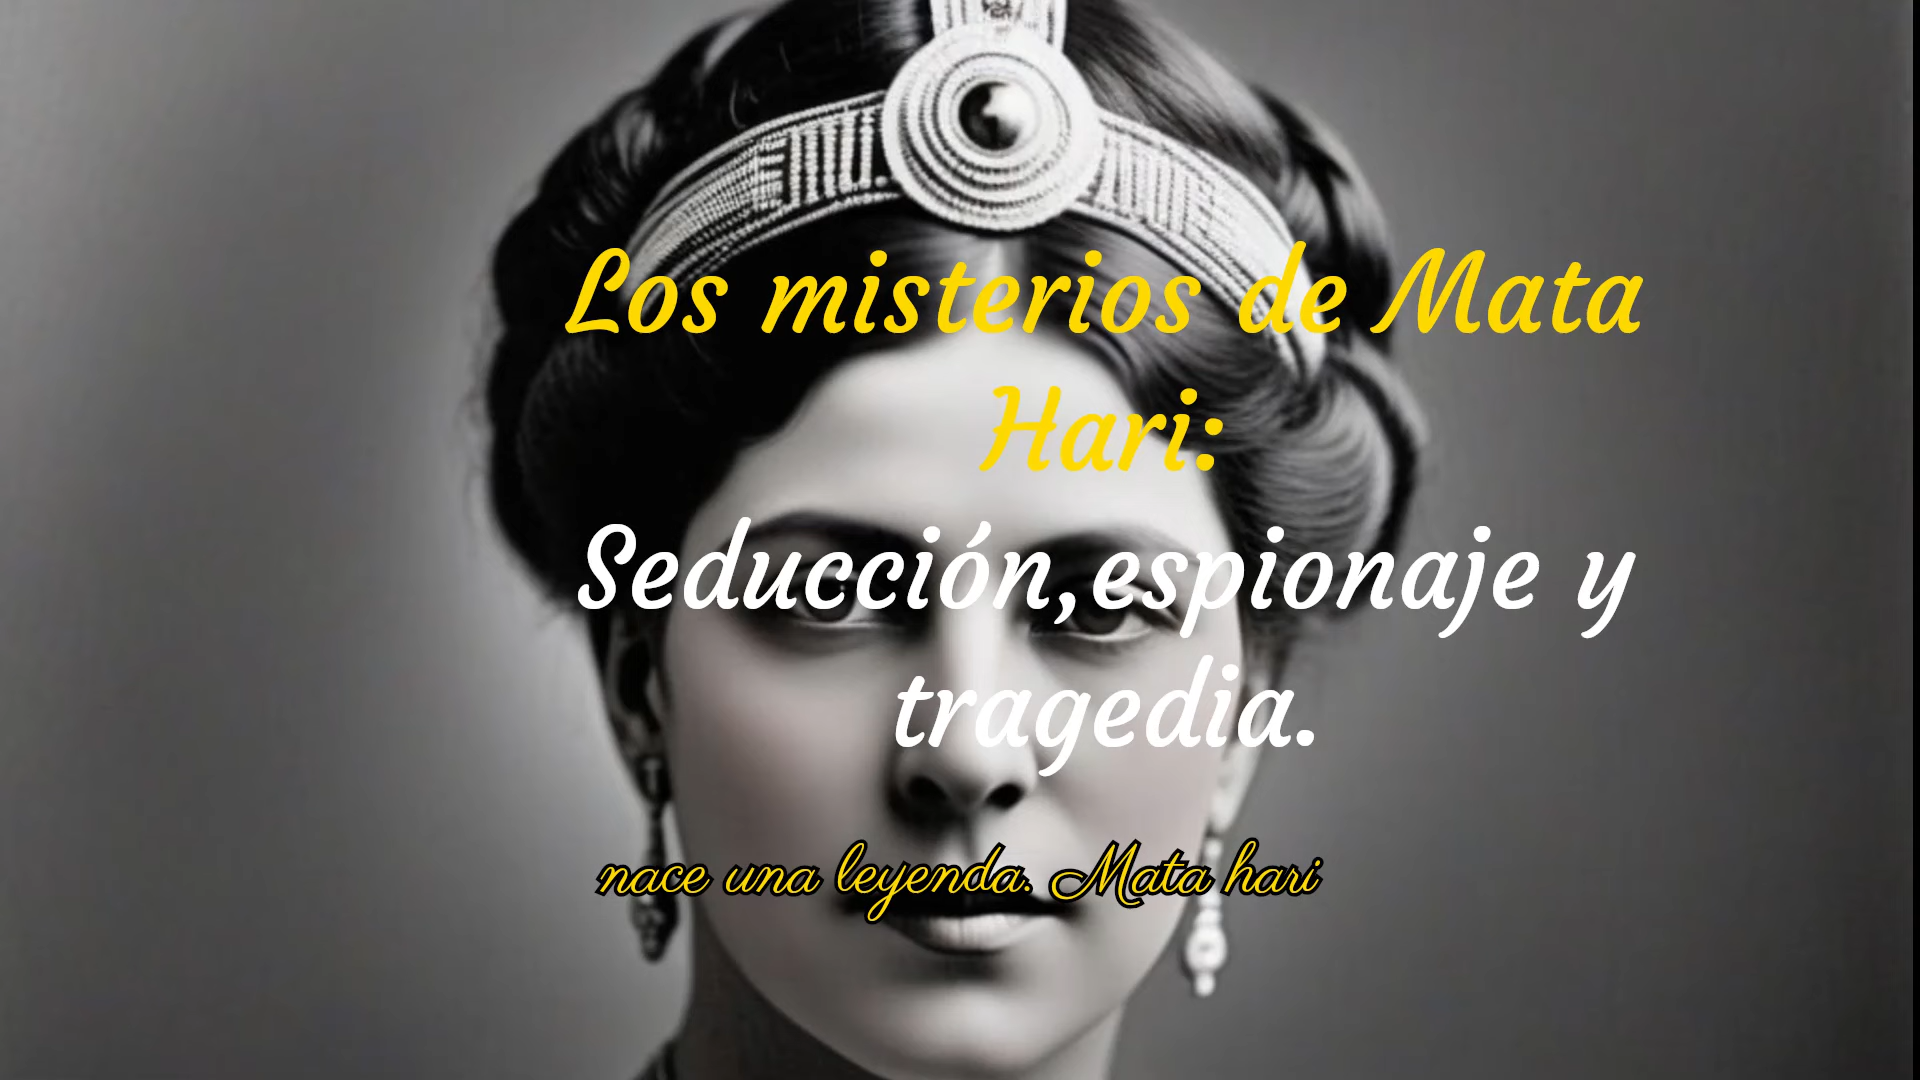 Los misterios de Mata
Hari:
Seducción,espionaje y
tragedia.
nace una leyenda. Mata hari